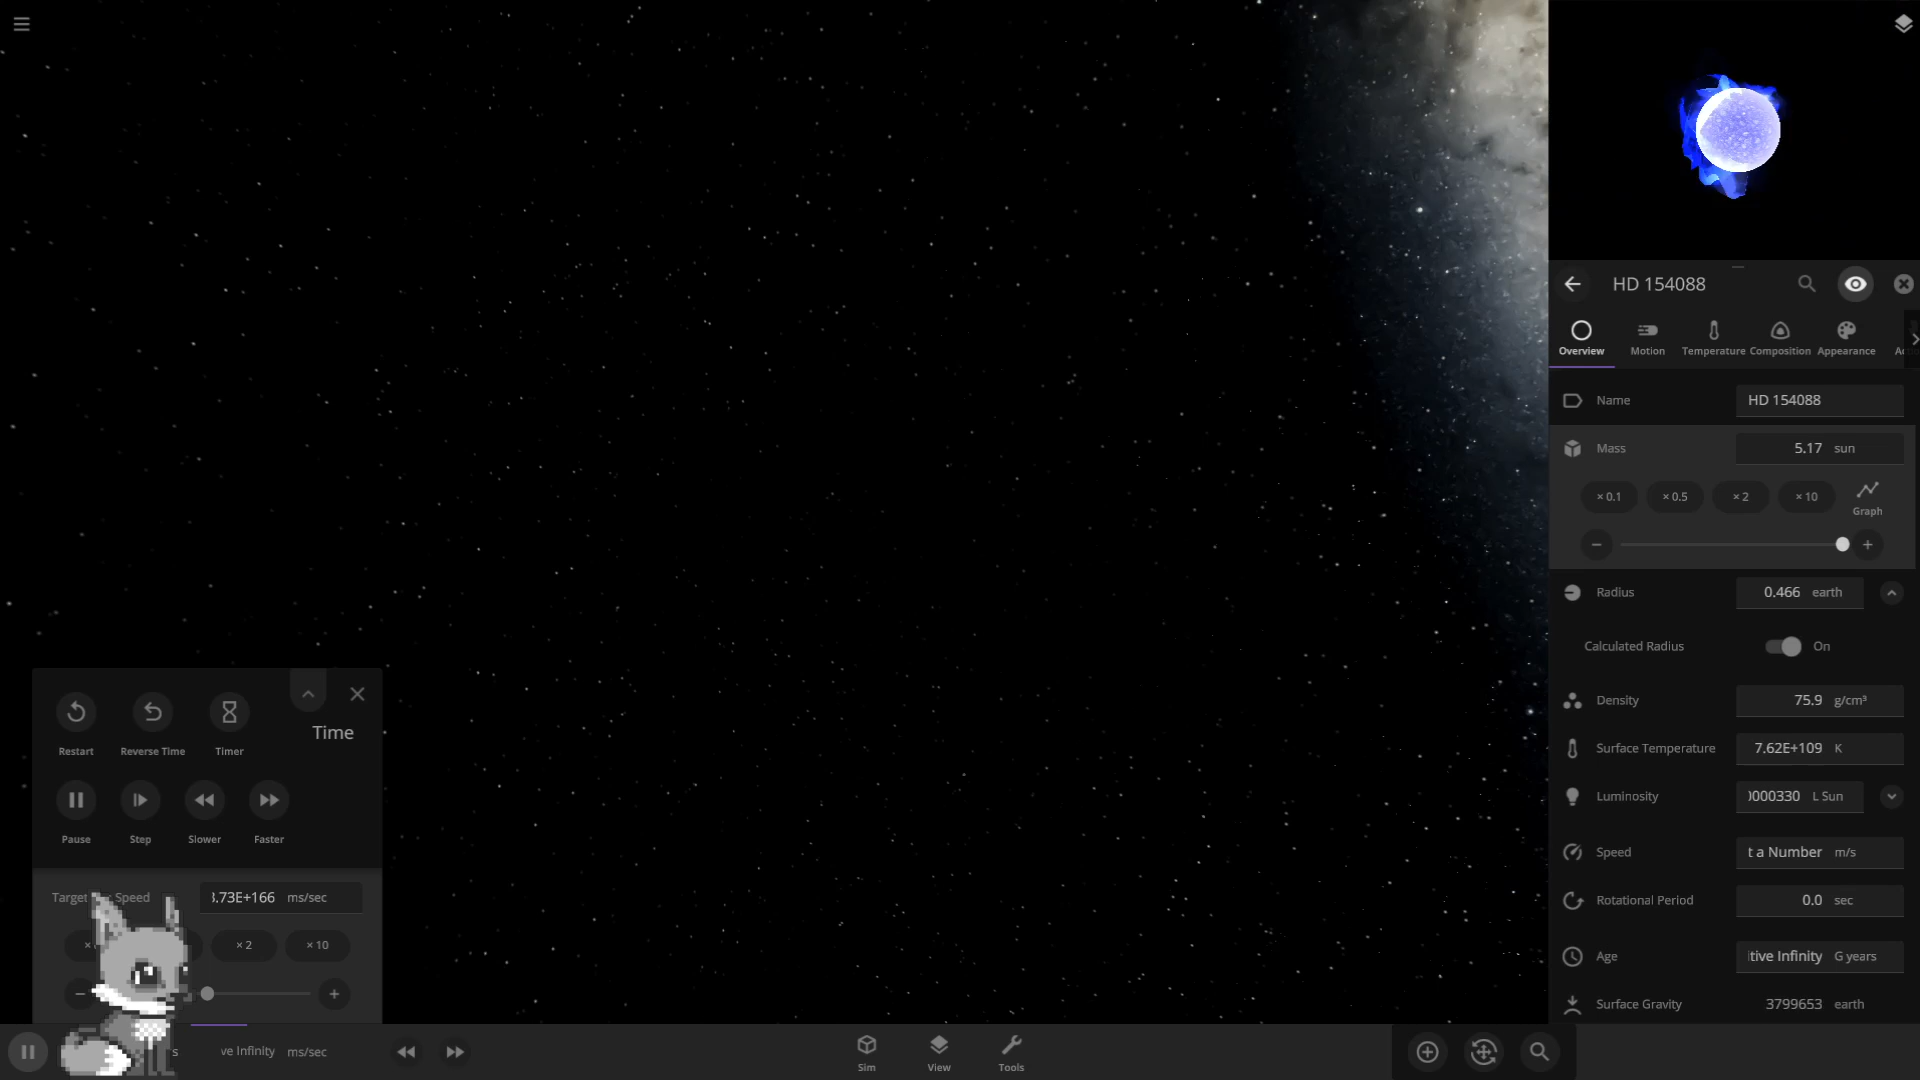 HD 154088
Overview
Motion
Temperature
Composition
Appearance
Name
HD 154088
Mass
5.17 sun
× 0.1
× 0.5
× 2
× 10
Graph
Radius
0.466 earth
Calculated Radius
On
Density
75.9 g/cm³
Surface Temperature
7.62E+109 K
Luminosity
0000330 L Sun
Speed
t a Number m/s
Rotational Period
0.0 sec
Age
itive Infinity G years
Surface Gravity
3799653 earth
Time
Restart
Reverse Time
Timer
Pause
Step
Slower
Faster
Target Speed
3.73E+166 ms/sec
× 2
× 10
s
ve Infinity ms/sec
Sim
View
Tools